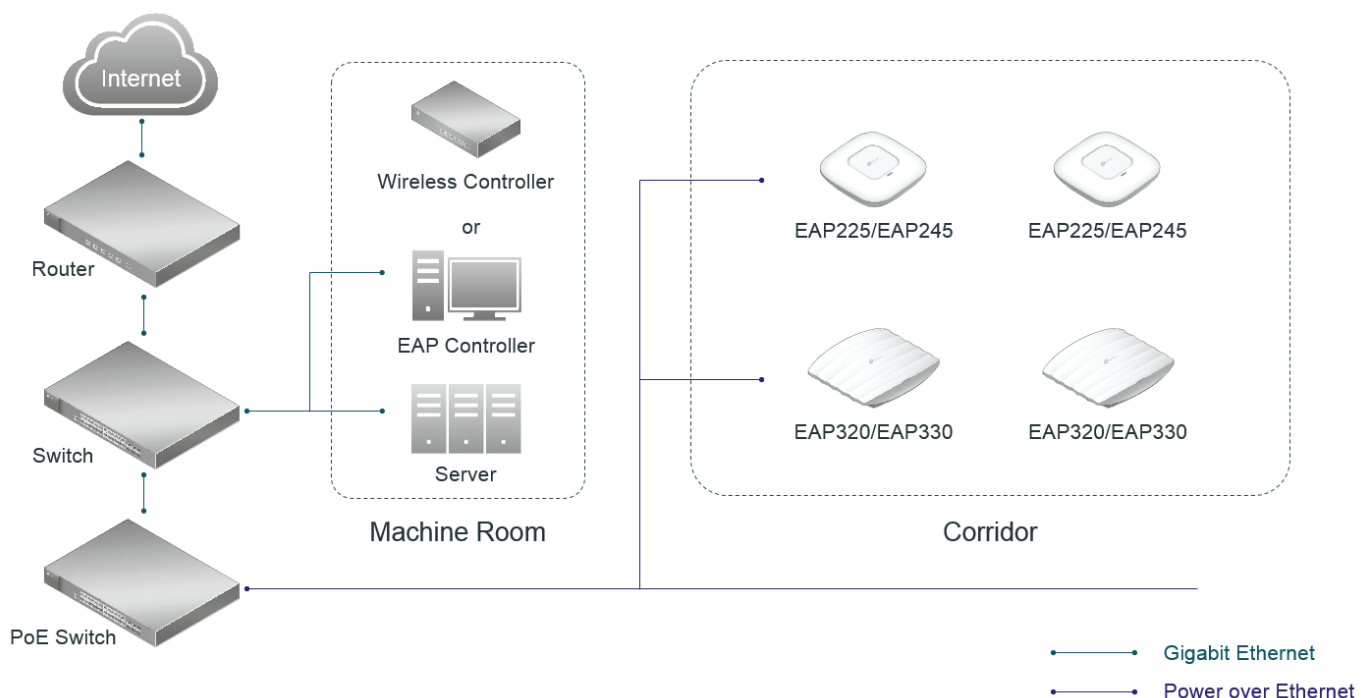 Internet
Router
Switch
PoE Switch
Wireless Controller
or
EAP Controller
Server
Machine Room
EAP225/EAP245
EAP225/EAP245
EAP320/EAP330
EAP320/EAP330
Corridor
Gigabit Ethernet
Power over Ethernet